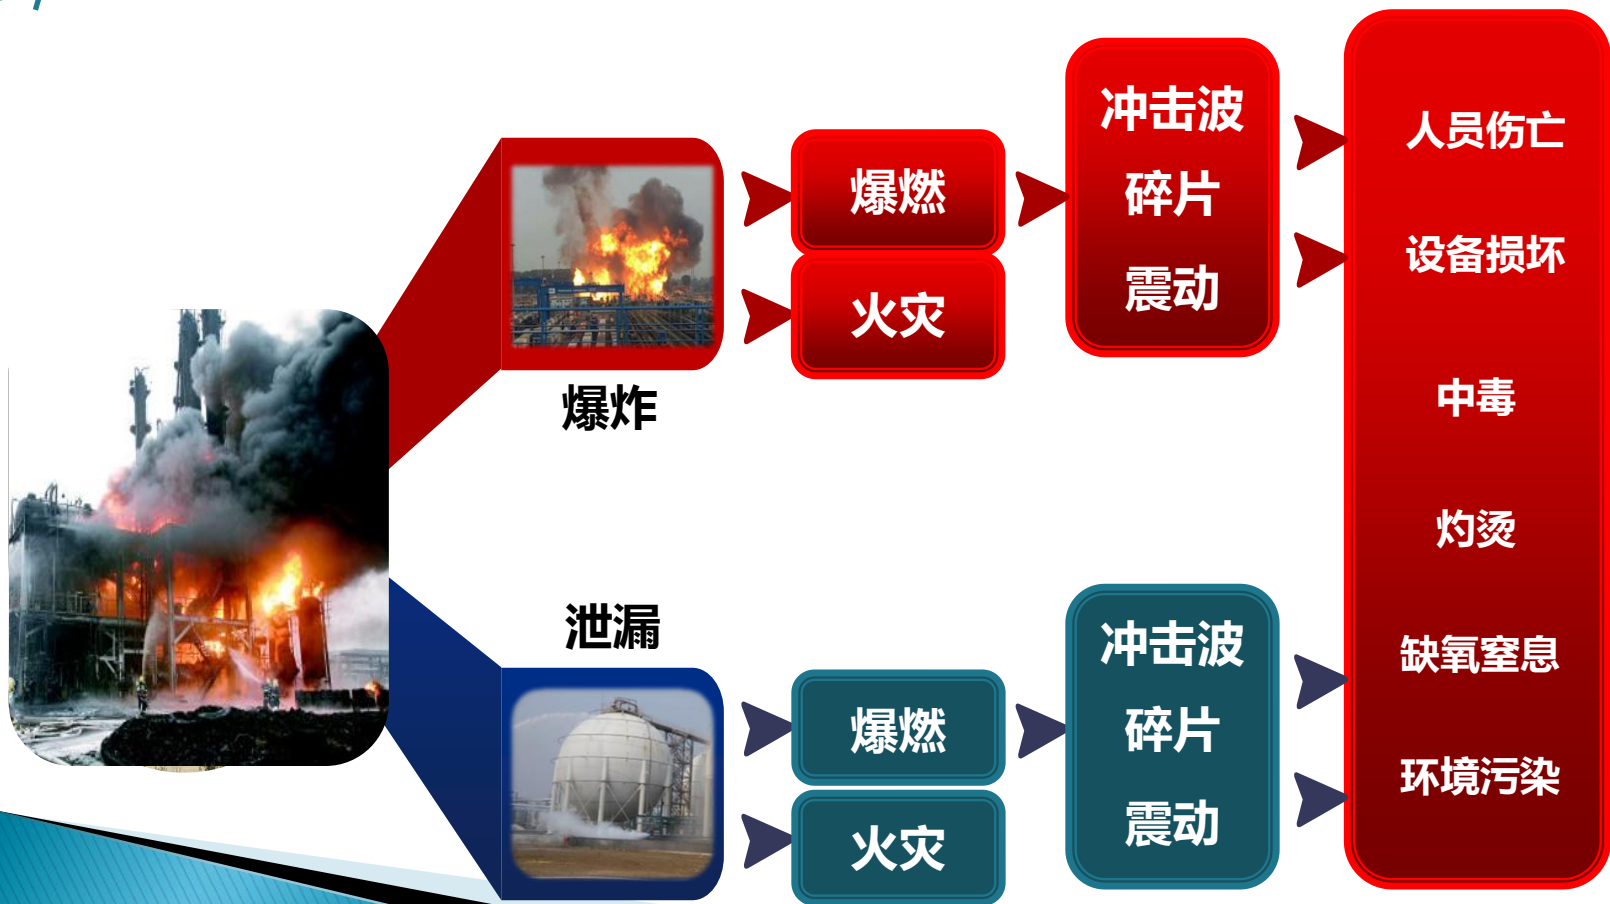 爆炸
爆燃
火灾
冲击波
碎片
震动
泄漏
爆燃
火灾
冲击波
碎片
震动
人员伤亡
设备损坏
中毒
灼烫
缺氧窒息
环境污染